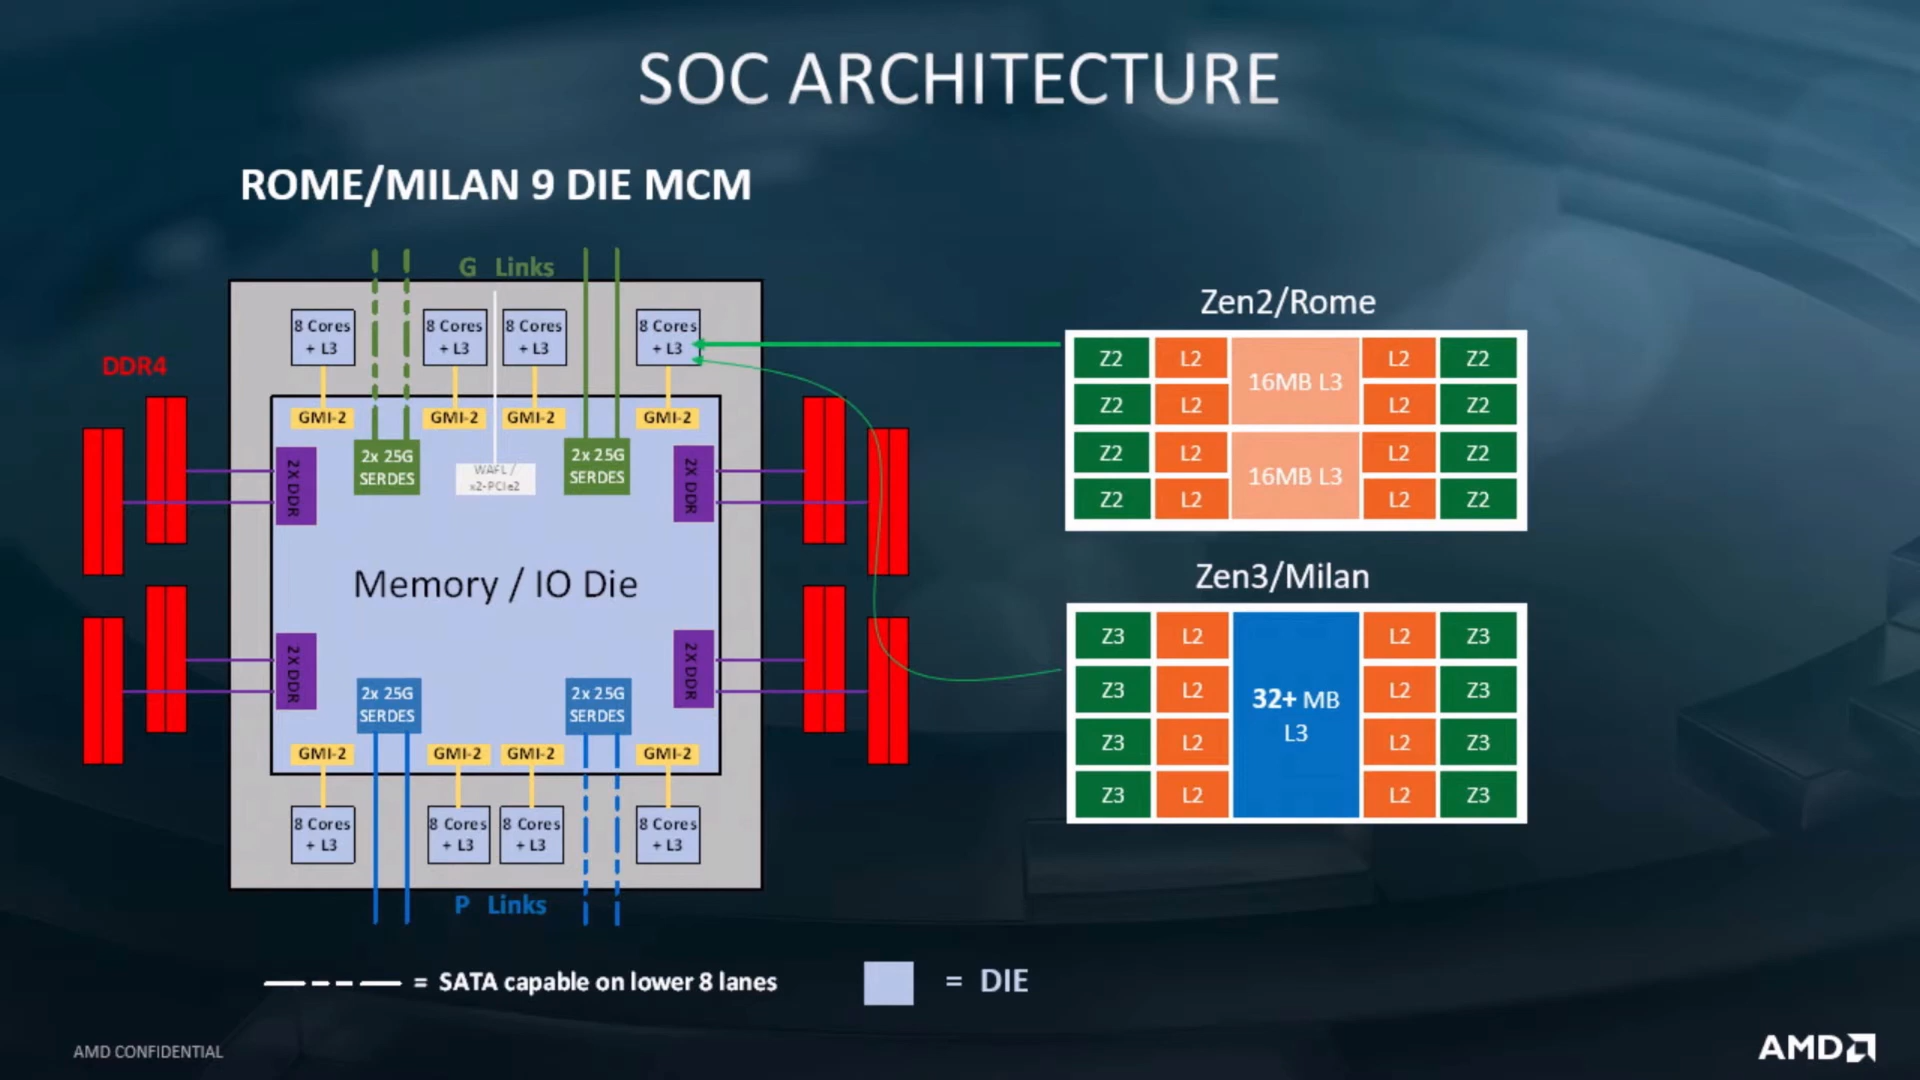 SOC ARCHITECTURE
ROME/MILAN 9 DIE MCM
G Links
8 Cores
+ L3
8 Cores
+ L3
8 Cores
+ L3
8 Cores
+ L3
DDR4
GMI-2
GMI-2
GMI-2
GMI-2
2X DDR
2x 25G
SERDES
WAFL /
x2-PCIe2
2x 25G
SERDES
2X DDR
Memory / IO Die
2X DDR
2x 25G
SERDES
2x 25G
SERDES
2X DDR
GMI-2
GMI-2
GMI-2
GMI-2
8 Cores
+ L3
8 Cores
+ L3
8 Cores
+ L3
8 Cores
+ L3
P Links
Zen2/Rome
Z2 L2 16MB L3 L2 Z2
Z2 L2 L2 Z2
Z2 L2 16MB L3 L2 Z2
Z2 L2 L2 Z2
Zen3/Milan
Z3 L2 L2 Z3
Z3 L2 32+ MB L2 Z3
L3
Z3 L2 L2 Z3
Z3 L2 L2 Z3
= SATA capable on lower 8 lanes
= DIE
AMD CONFIDENTIAL
AMD